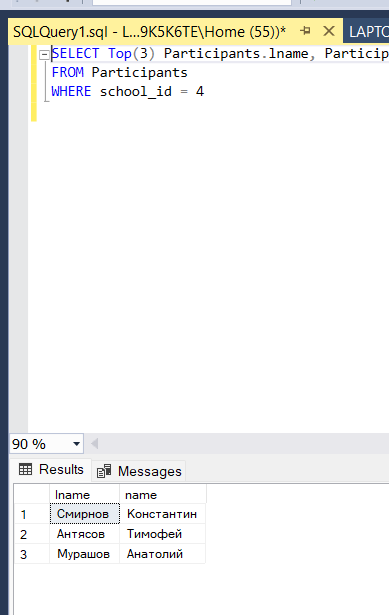 SQLQuery1.sql - L...9K5K6TE\Home (55))*
LAPTO
SELECT Top(3) Participants.lname, Particip
FROM Participants
WHERE school_id = 4
90 %
Results
Messages
lname name
1 Смирнов Константин
2 Антясов Тимофей
3 Мурашов Анатолий